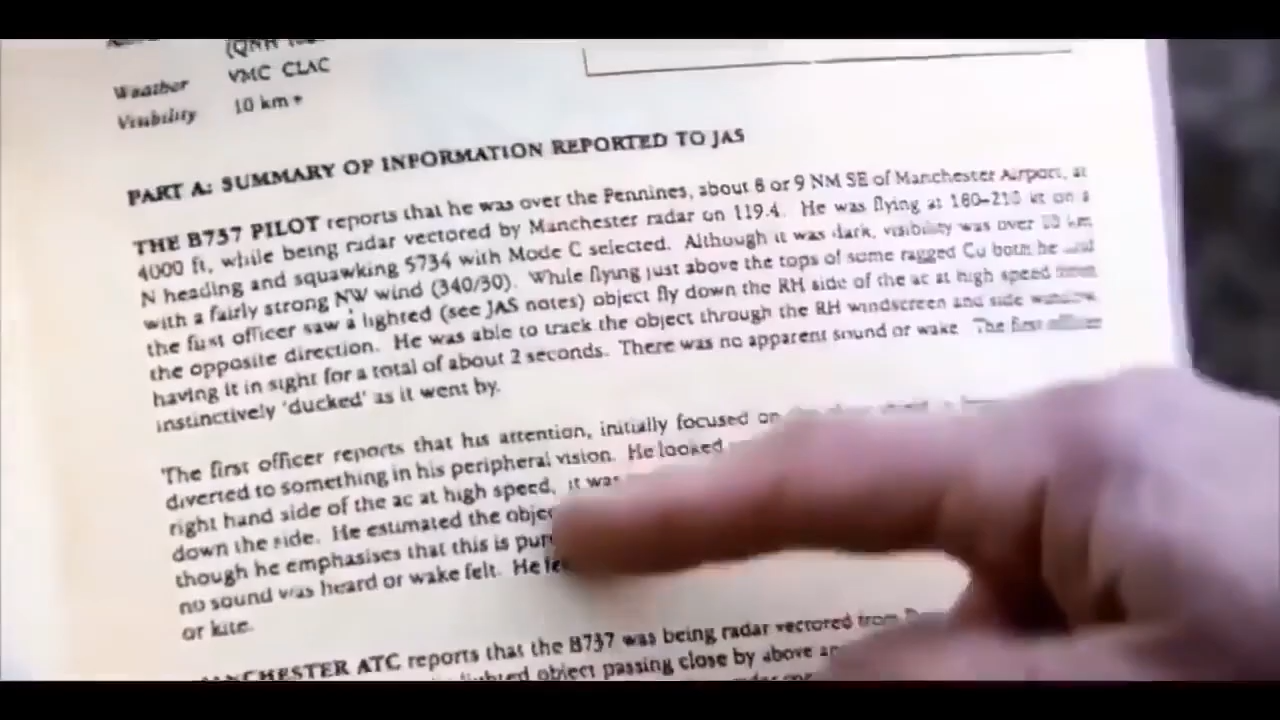 (QNH
Weather VMC CLAC
Visibility 10 km+
PART A: SUMMARY OF INFORMATION REPORTED TO JAS
THE B737 PILOT reports that he was over the Pennines, about 8 or 9 NM SE of Manchester Airport, at
4000 ft, while being radar vectored by Manchester radar on 119.4. He was flying at 180-210 kt on a
N heading and squawking 5734 with Mode C selected. Although it was dark, visibility was over 10 km
with a fairly strong NW wind (340/30). While flying just above the tops of some ragged Cu both he and
the first officer saw a lighted (see JAS notes) object fly down the RH side of the ac at high speed from
the opposite direction. He was able to track the object through the RH windscreen and side window
having it in sight for a total of about 2 seconds. There was no apparent sound or wake The first officer
instinctively 'ducked' as it went by.
The first officer reports that his attention, initially focused on
diverted to something in his peripheral vision. He looked
right hand side of the ac at high speed, it was
down the side. He estimated the objec
though he emphasises that this is pur
no sound was heard or wake felt. He fe
or kite.
NCHESTER ATC reports that the B737 was being radar vectored from
lighted object passing close by above an